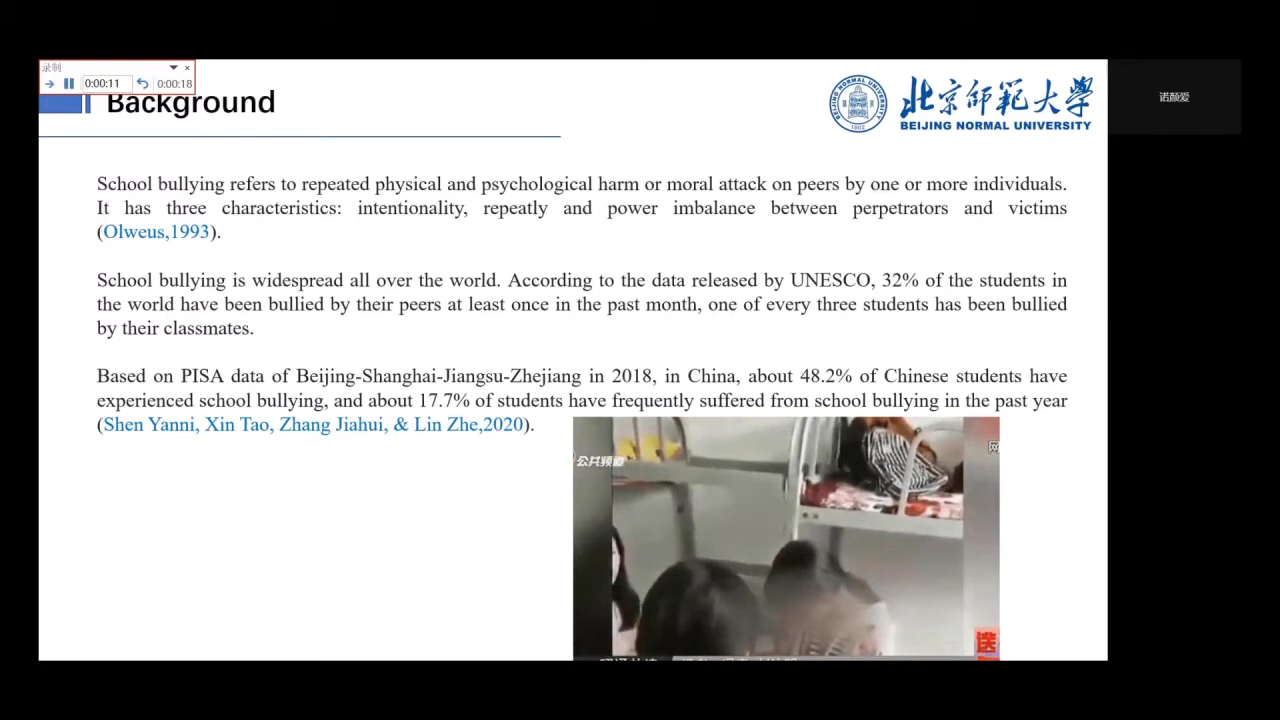 录制
0:00:11
0:00:18
Background
北京师范大学
BEIJING NORMAL UNIVERSITY
BEIJING NORMAL UNIVERSITY
1902
诺颜爱
School bullying refers to repeated physical and psychological harm or moral attack on peers by one or more individuals.
It has three characteristics: intentionality, repeatly and power imbalance between perpetrators and victims
(Olweus,1993).
School bullying is widespread all over the world. According to the data released by UNESCO, 32% of the students in
the world have been bullied by their peers at least once in the past month, one of every three students has been bullied
by their classmates.
Based on PISA data of Beijing-Shanghai-Jiangsu-Zhejiang in 2018, in China, about 48.2% of Chinese students have
experienced school bullying, and about 17.7% of students have frequently suffered from school bullying in the past year
(Shen Yanni, Xin Tao, Zhang Jiahui, & Lin Zhe,2020).
公共频道
网
送